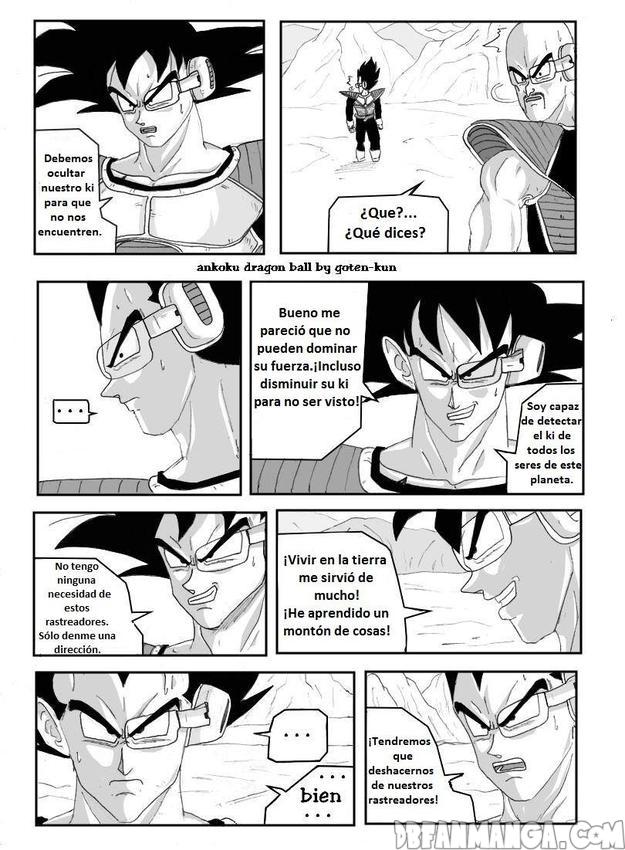 Debemos
ocultar
nuestro ki
para que
no nos
encuentren.
¿Que?...
¿Qué dices?
ankoku dragon ball by goten-kun
...
Bueno me
pareció que no
pueden dominar
su fuerza.¡Incluso
disminuir su ki
para no ser visto!
Soy capaz
de detectar
el ki de
de todos los
seres de este
planeta.
No tengo
ninguna
necesidad de
estos
rastreadores.
Sólo denme una
dirección.
¡Vivir en la tierra
me sirvió de
mucho!
¡He aprendido un
montón de cosas!
...
...
bien
...
¡Tendremos
que
deshacernos
de nuestros
rastreadores!
DBFANMANGA.COM